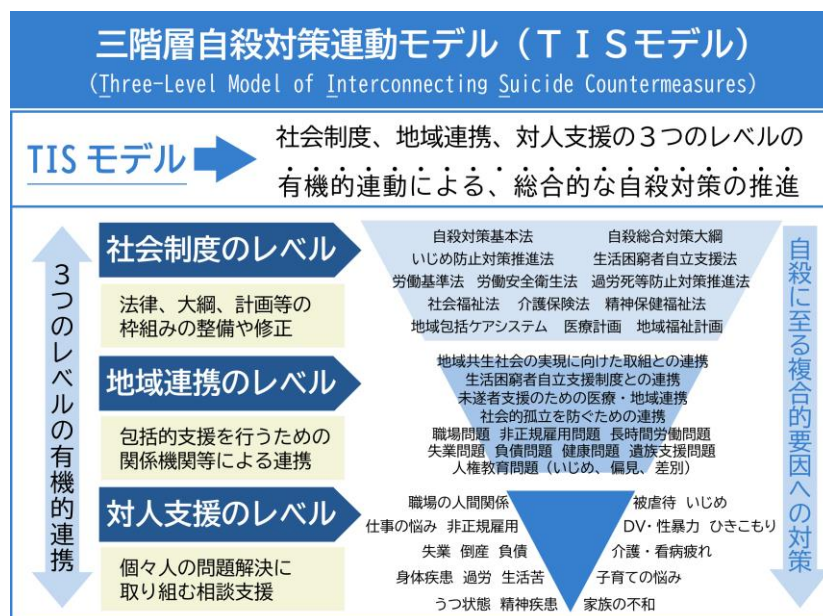 三階層自殺対策連動モデル（ＴＩＳモデル）
(Three-Level Model of Interconnecting Suicide Countermeasures)
TIS モデル
社会制度、地域連携、対人支援の３つのレベルの
有機的連動による、総合的な自殺対策の推進
３つのレベルの有機的連携
社会制度のレベル
法律、大綱、計画等の
枠組みの整備や修正
自殺対策基本法 自殺総合対策大綱
いじめ防止対策推進法 生活困窮者自立支援法
労働基準法 労働安全衛生法 過労死等防止対策推進法
社会福祉法 介護保険法 精神保健福祉法
地域包括ケアシステム 医療計画 地域福祉計画
地域連携のレベル
包括的支援を行うための
関係機関等による連携
地域共生社会の実現に向けた取組との連携
生活困窮者自立支援制度との連携
未遂者支援のための医療・地域連携
社会的孤立を防ぐための連携
職場問題 非正規雇用問題 長時間労働問題
失業問題 負債問題 健康問題 遺族支援問題
人権教育問題（いじめ、偏見、差別）
対人支援のレベル
個々人の問題解決に
取り組む相談支援
職場の人間関係 被虐待 いじめ
仕事の悩み 非正規雇用 DV・性暴力 ひきこもり
失業 倒産 負債 介護・看病疲れ
身体疾患 過労 生活苦 子育ての悩み
うつ状態 精神疾患 家族の不和
自殺に至る複合的要因への対策